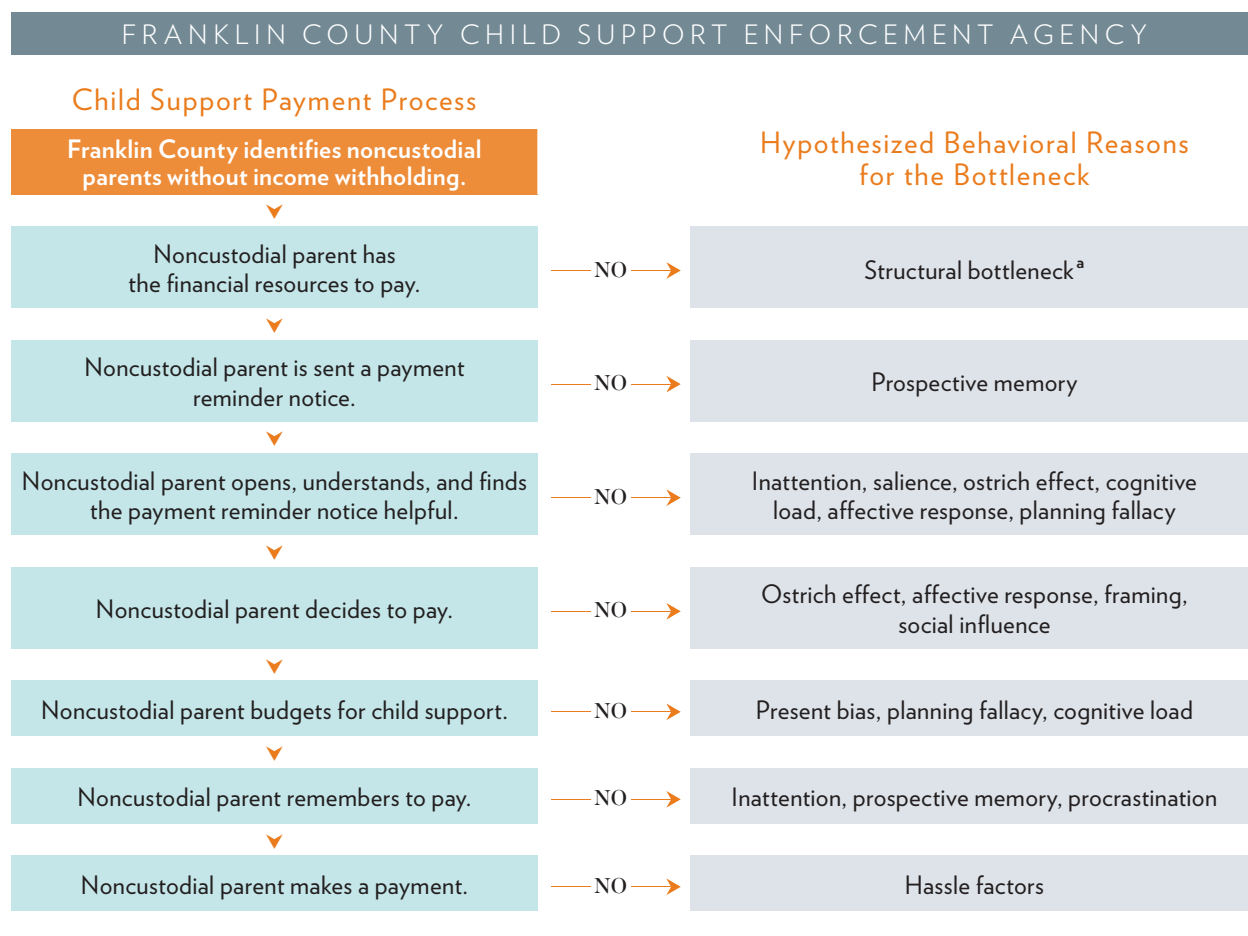 FRANKLIN COUNTY CHILD SUPPORT ENFORCEMENT AGENCY
Child Support Payment Process
Hypothesized Behavioral Reasons
for the Bottleneck
Franklin County identifies noncustodial
parents without income withholding.
Noncustodial parent has
the financial resources to pay.
NO
Structural bottleneckᵃ
Noncustodial parent is sent a payment
reminder notice.
NO
Prospective memory
Noncustodial parent opens, understands, and finds
the payment reminder notice helpful.
NO
Inattention, salience, ostrich effect, cognitive
load, affective response, planning fallacy
Noncustodial parent decides to pay.
NO
Ostrich effect, affective response, framing,
social influence
Noncustodial parent budgets for child support.
NO
Present bias, planning fallacy, cognitive load
Noncustodial parent remembers to pay.
NO
Inattention, prospective memory, procrastination
Noncustodial parent makes a payment.
NO
Hassle factors